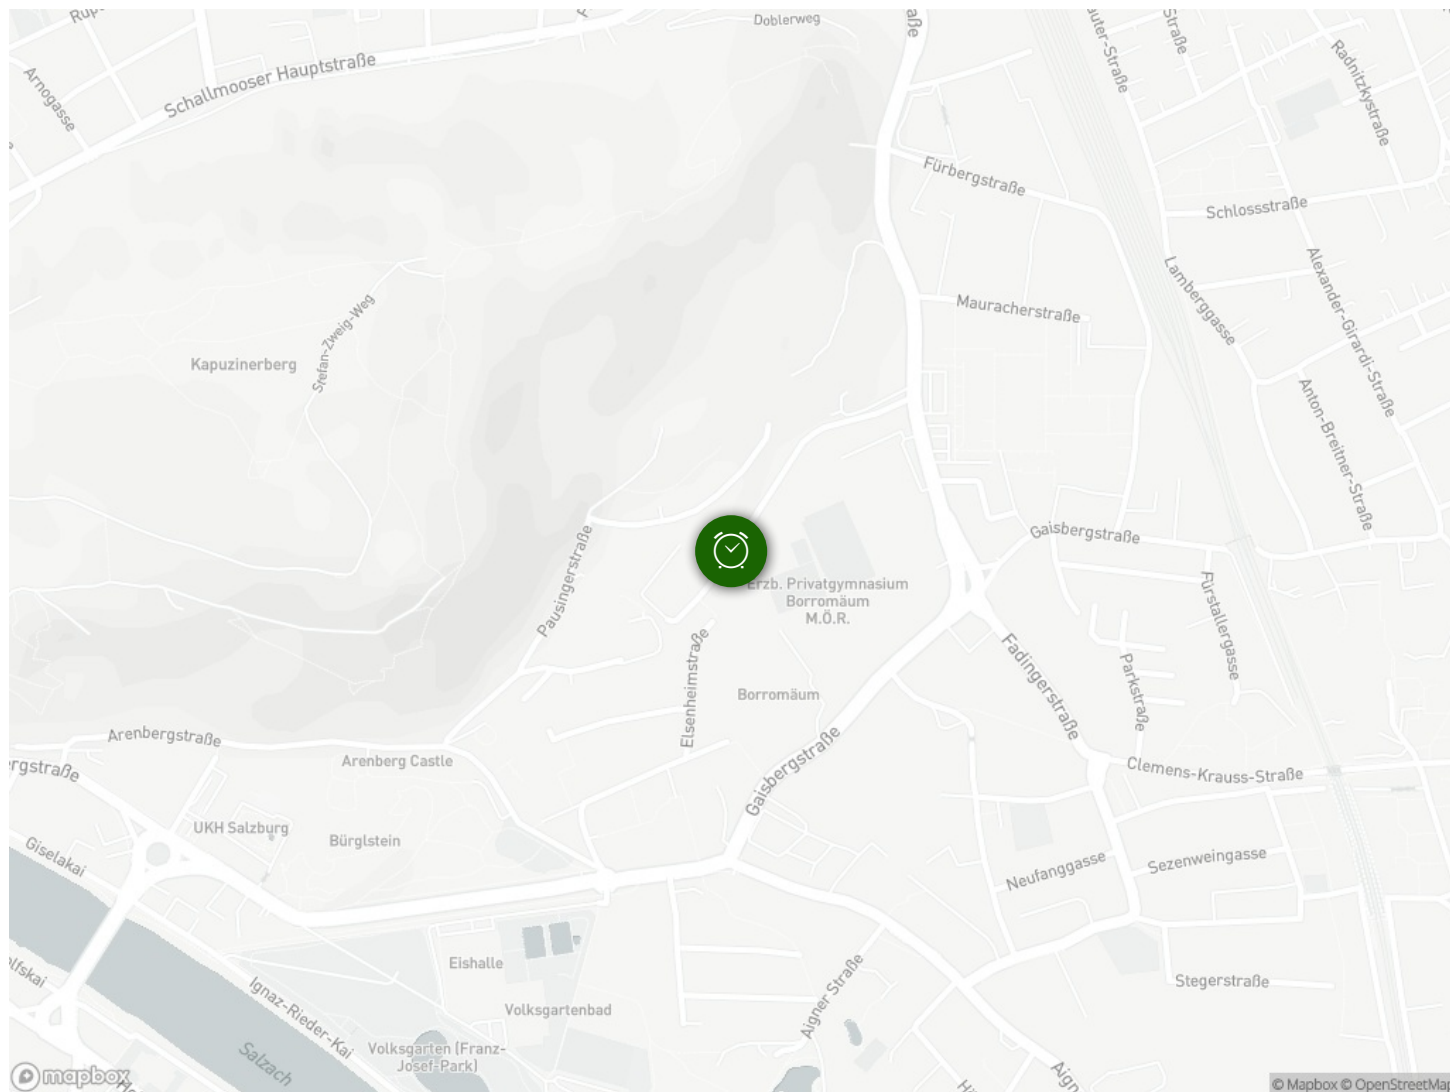 Doblerweg
Schallmooser Hauptstraße
Arnogasse
Radnitzkystraße
Fürbergstraße
Schlossstraße
Lamberggasse
Alexander-Girardi-Straße
Mauracherstraße
Stefan-Zweig-Weg
Kapuzinerberg
Anton-Breitner-Straße
Gaisbergstraße
Pausingerstraße
Erzb. Privatgymnasium
Borromäum
M.Ö.R.
Fürstallergasse
Elsenheimstraße
Fadingerstraße
Parkstraße
Borromäum
Arenbergstraße
Arenberg Castle
Gaisbergstraße
Clemens-Krauss-Straße
UKH Salzburg
Bürglstein
Giselakai
Neufanggasse
Sezenweingasse
Eishalle
Volksgartenbad
Aigner Straße
Stegerstraße
Ignaz-Rieder-Kai
Salzach
Volksgarten (Franz-
Josef-Park)
mapbox
© Mapbox © OpenStreetMap